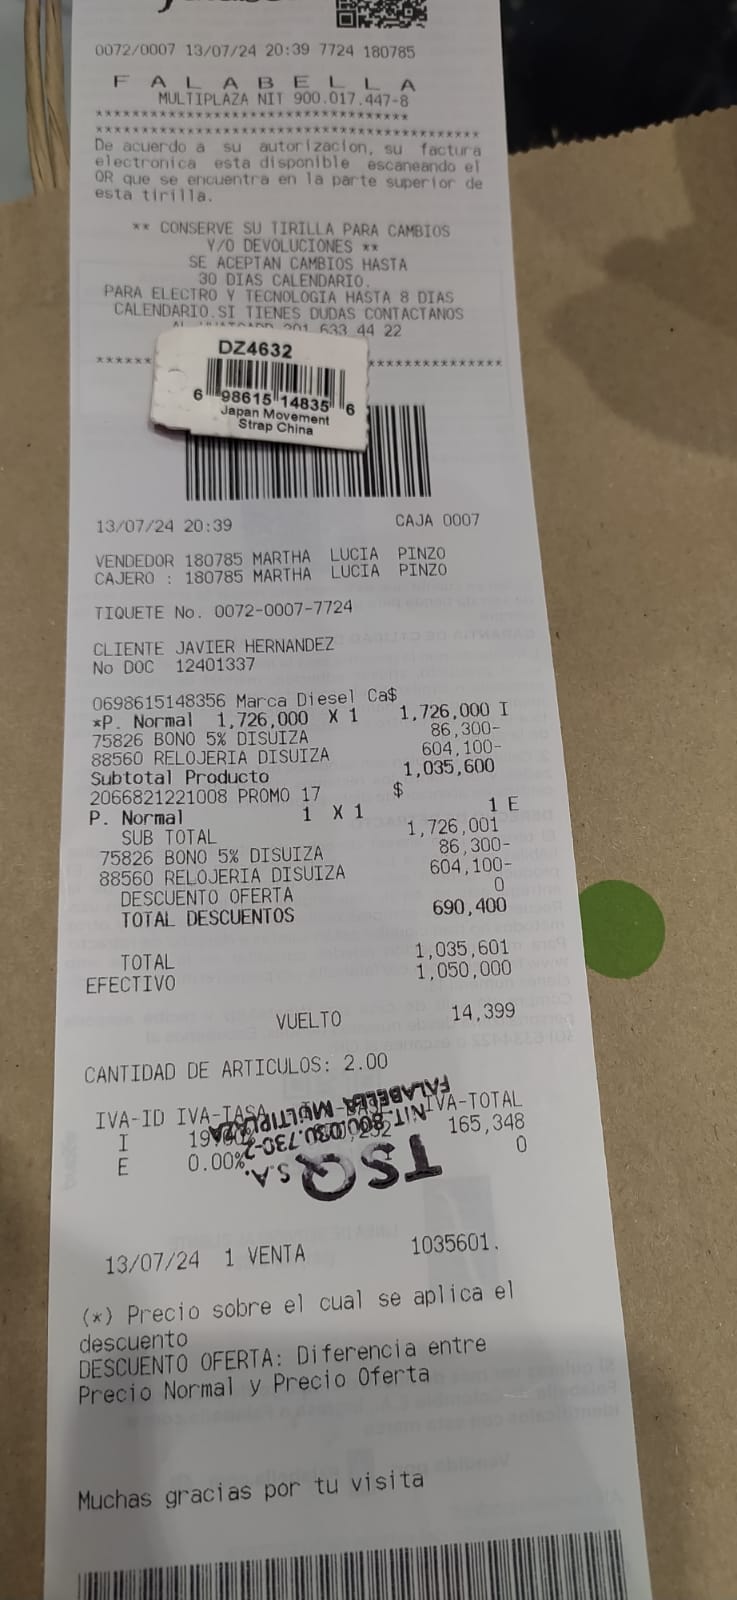 0072/0007 13/07/24 20:39 7724 180785
F A L A B E L L A
MULTIPLAZA NIT 900.017.447-8
***********************************
*******************************************
De acuerdo a su autorizacion, su factura
electronica esta disponible escaneando el
QR que se encuentra en la parte superior de
esta tirilla.
** CONSERVE SU TIRILLA PARA CAMBIOS
Y/O DEVOLUCIONES **
SE ACEPTAN CAMBIOS HASTA
30 DIAS CALENDARIO.
PARA ELECTRO Y TECNOLOGIA HASTA 8 DIAS
CALENDARIO.SI TIENES DUDAS CONTACTANOS
633 44 22
DZ4632
6 98615 14835 6
Japan Movement
Strap China
13/07/24 20:39 CAJA 0007
VENDEDOR 180785 MARTHA LUCIA PINZO
CAJERO : 180785 MARTHA LUCIA PINZO
TIQUETE No. 0072-0007-7724
CLIENTE JAVIER HERNANDEZ
No DOC 12401337
0698615148356 Marca Diesel Ca$
*P. Normal 1,726,000 X 1 1,726,000 I
75826 BONO 5% DISUIZA 86,300-
88560 RELOJERIA DISUIZA 604,100-
Subtotal Producto 1,035,600
2066821221008 PROMO 17 $
P. Normal 1 X 1 1 E
SUB TOTAL 1,726,001
75826 BONO 5% DISUIZA 86,300-
88560 RELOJERIA DISUIZA 604,100-
DESCUENTO OFERTA 0
TOTAL DESCUENTOS 690,400
TOTAL 1,035,601
EFECTIVO 1,050,000
VUELTO 14,399
CANTIDAD DE ARTICULOS: 2.00
IVA-ID IVA-TASA IVA-TOTAL
I 165,348
E 0.00% 0
TSQ S.A.
NIT. 800.030.730-2
FALABELLA MULTIPLAZA
13/07/24 1 VENTA 1035601.
(*) Precio sobre el cual se aplica el
descuento
DESCUENTO OFERTA: Diferencia entre
Precio Normal y Precio Oferta
Muchas gracias por tu visita